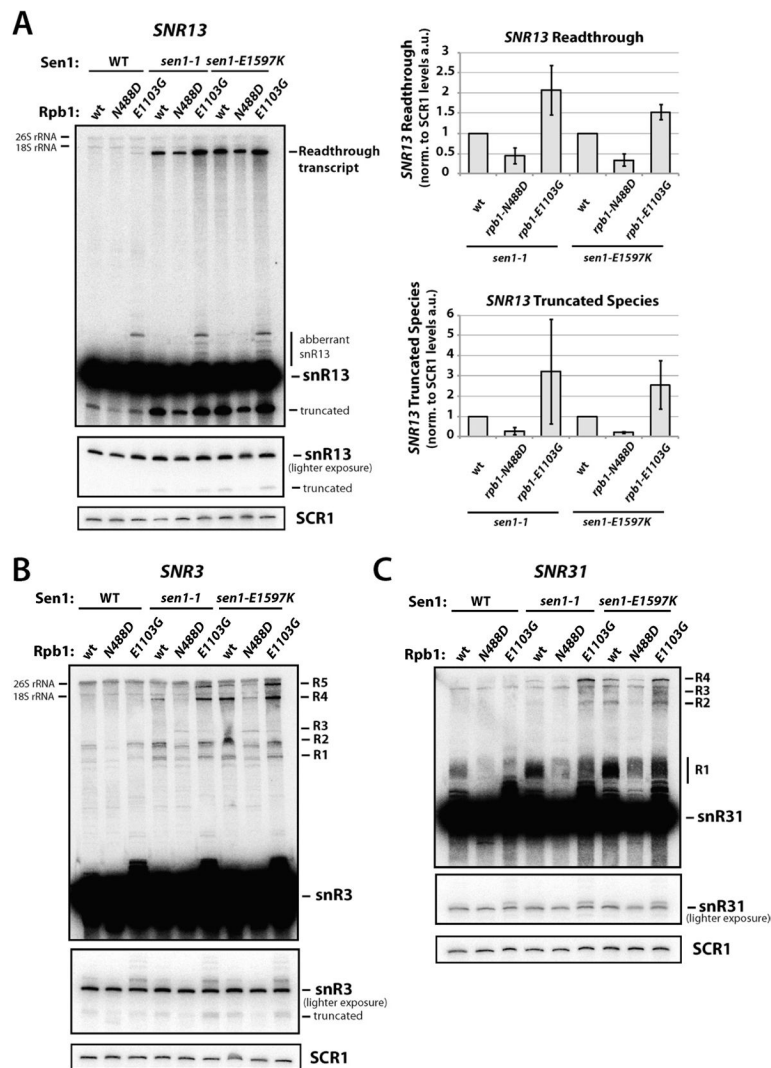 A
SNR13
Sen1: WT sen1-1 sen1-E1597K
Rpb1: wt N488D E1103G wt N488D E1103G wt N488D E1103G
26S rRNA
18S rRNA
Readthrough transcript
abberrant snR13
snR13
truncated
snR13
(lighter exposure)
truncated
SCR1
SNR13 Readthrough
SNR13 Readthrough
(norm. to SCR1 levels a.u.)
3
2.5
2
1.5
1
0.5
0
wt rpb1-N488D rpb1-E1103G wt rpb1-N488D rpb1-E1103G
sen1-1 sen1-E1597K
SNR13 Truncated Species
SNR13 Truncated Species
(norm. to SCR1 levels a.u.)
6
5
4
3
2
1
0
wt rpb1-N488D rpb1-E1103G wt rpb1-N488D rpb1-E1103G
sen1-1 sen1-E1597K
B
SNR3
Sen1: WT sen1-1 sen1-E1597K
Rpb1: wt N488D E1103G wt N488D E1103G wt N488D E1103G
26S rRNA
18S rRNA
R5
R4
R3
R2
R1
snR3
snR3
(lighter exposure)
truncated
SCR1
C
SNR31
Sen1: WT sen1-1 sen1-E1597K
Rpb1: wt N488D E1103G wt N488D E1103G wt N488D E1103G
R4
R3
R2
R1
snR31
snR31
(lighter exposure)
SCR1